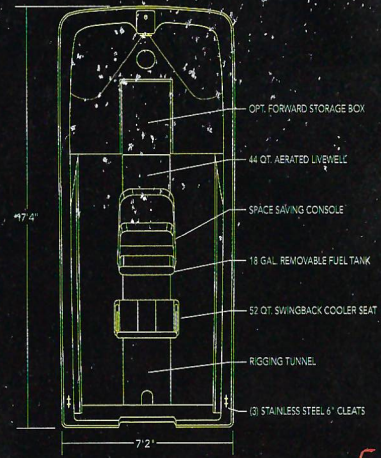 OPT. FORWARD STORAGE BOX
44 QT. AERATED LIVEWELL
SPACE SAVING CONSOLE
17'4"
18 GAL. REMOVABLE FUEL TANK
52 QT. SWINGBACK COOLER SEAT
RIGGING TUNNEL
(3) STAINLESS STEEL 6" CLEATS
7'2"